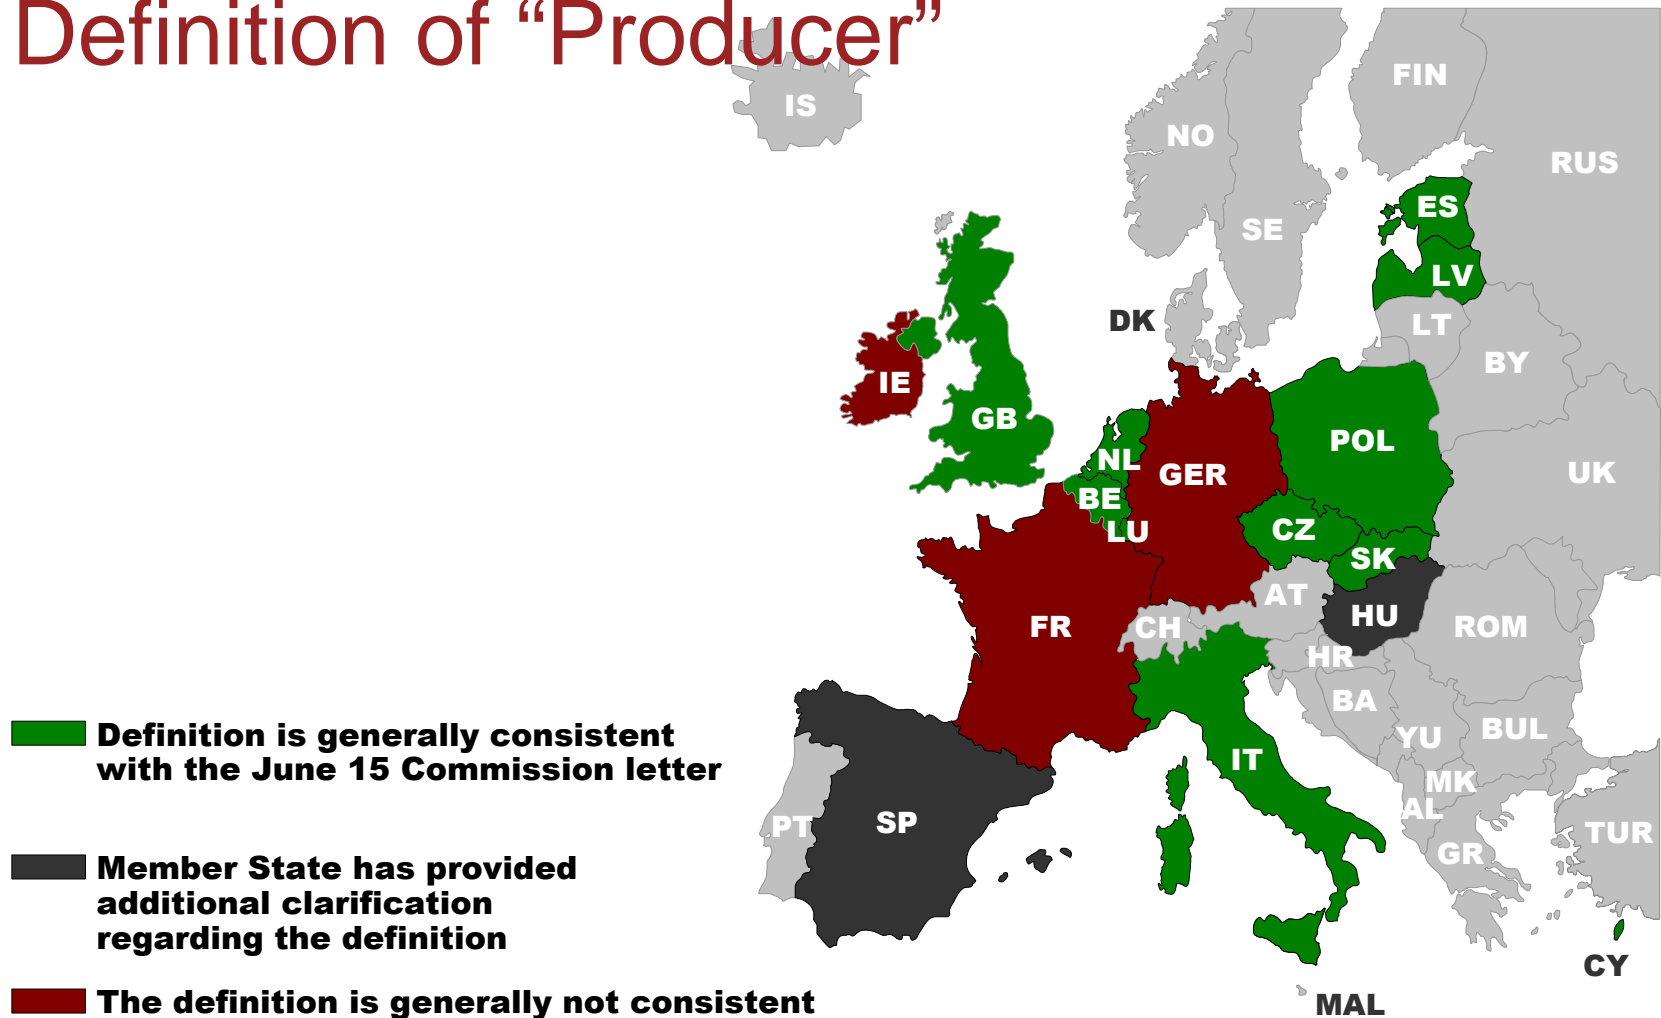 Definition of “Producer”
IS
FIN
NO
RUS
ES
SE
LV
DK
LT
BY
IE
GB
POL
NL
GER
UK
BE
LU
CZ
SK
AT
HU
FR
CH
ROM
HR
BA
YU
BUL
IT
MK
AL
PT
SP
TUR
GR
CY
MAL
Definition is generally consistent
with the June 15 Commission letter
Member State has provided
additional clarification
regarding the definition
The definition is generally not consistent